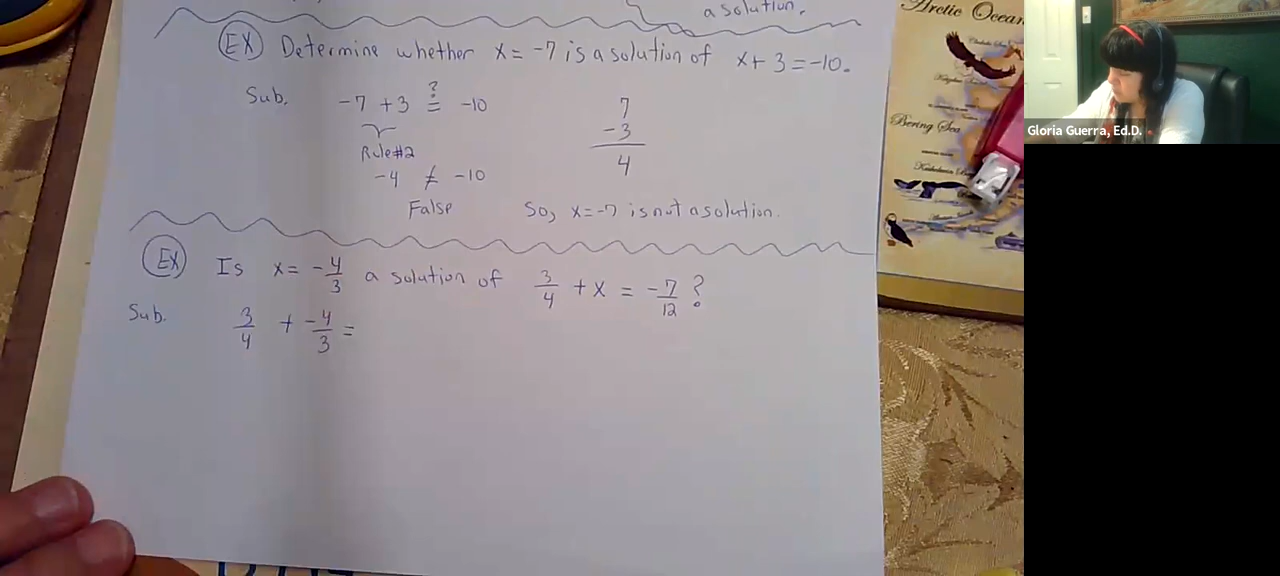 a solution.
EX Determine whether x = -7 is a solution of x + 3 = -10.
Sub. -7 + 3 ?= -10
7
-3
4
Rule #2
-4 ≠ -10
False So, x = -7 is not a solution.
EX Is x = -4/3 a solution of 3/4 + x = -7/12 ?
Sub. 3/4 + -4/3 =
Arctic Ocean
Bering Sea
Gloria Guerra, Ed.D.